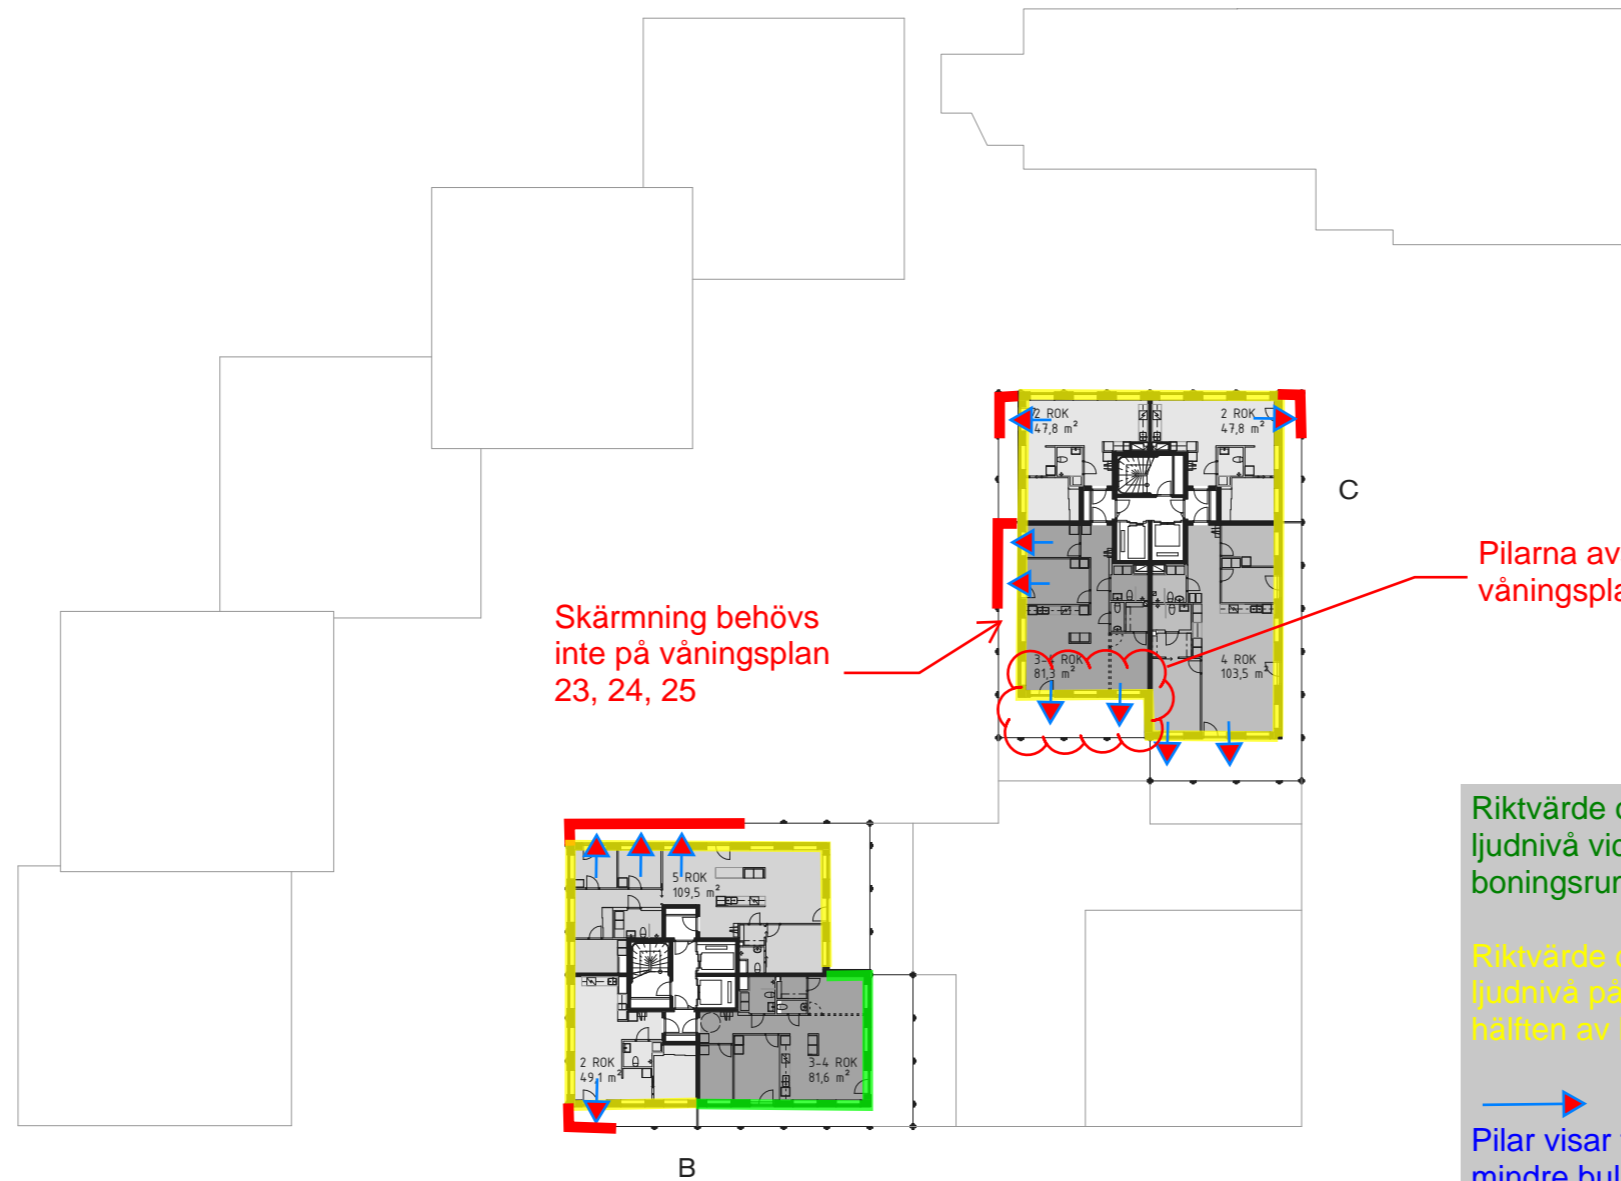 2 ROK
47,8 m²
2 ROK
47,8 m²
C
Pilarna av
våningspla
Skärmning behövs
inte på våningsplan
23, 24, 25
3-4 ROK
81,3 m²
4 ROK
103,5 m²
5 ROK
109,5 m²
2 ROK
49,1 m²
3-4 ROK
81,6 m²
B
Riktvärde
ljudnivå
boningsru
Riktvärde
ljudnivå på
hälften av
Pilar visar
mindre bul